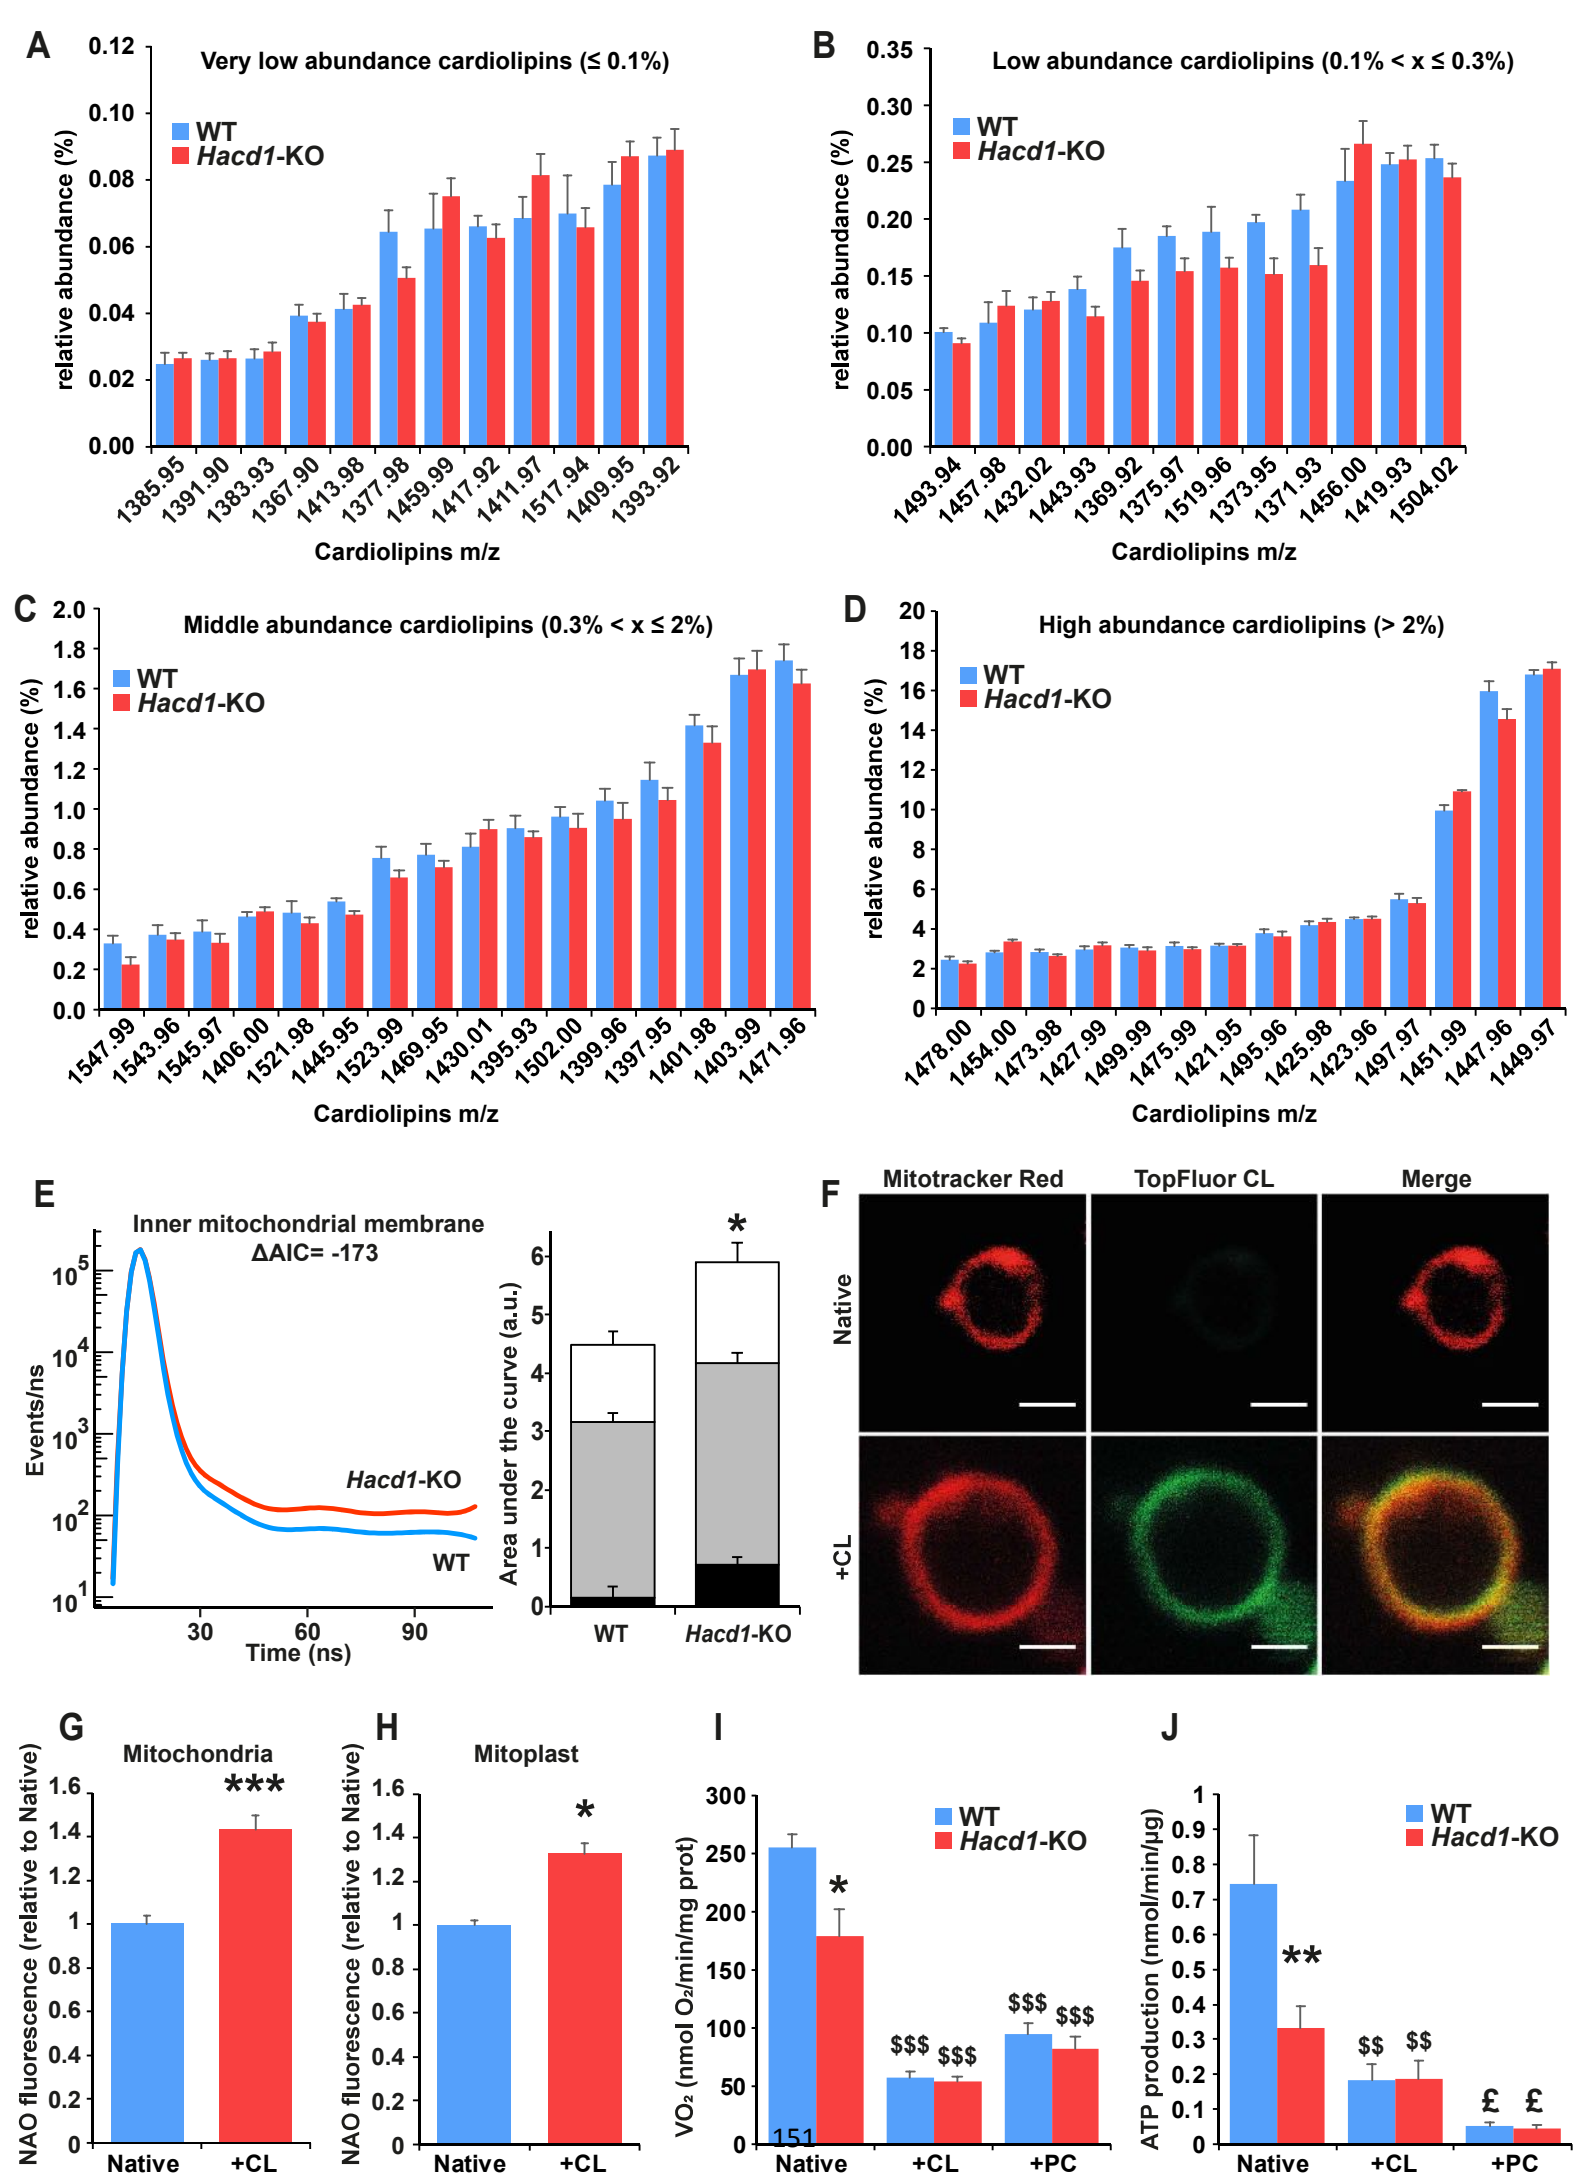 A
Very low abundance cardiolipins (≤ 0.1%)
WT
Hacd1-KO
relative abundance (%)
0.12
0.10
0.08
0.06
0.04
0.02
0.00
1385.95 1391.90 1383.93 1367.90 1413.98 1377.98 1459.99 1417.92 1411.97 1517.94 1409.95 1393.92
Cardiolipins m/z
B
Low abundance cardiolipins (0.1% < x ≤ 0.3%)
WT
Hacd1-KO
relative abundance (%)
0.35
0.30
0.25
0.20
0.15
0.10
0.05
0.00
1493.94 1457.98 1432.02 1443.93 1369.92 1375.97 1519.96 1373.95 1371.93 1456.00 1419.93 1504.02
Cardiolipins m/z
C
Middle abundance cardiolipins (0.3% < x ≤ 2%)
WT
Hacd1-KO
relative abundance (%)
2.0
1.8
1.6
1.4
1.2
1.0
0.8
0.6
0.4
0.2
0.0
1547.99 1543.96 1545.97 1406.00 1521.98 1445.95 1523.99 1469.95 1430.01 1395.93 1502.00 1399.96 1397.95 1401.98 1403.99 1471.96
Cardiolipins m/z
D
High abundance cardiolipins (> 2%)
WT
Hacd1-KO
relative abundance (%)
20
18
16
14
12
10
8
6
4
2
0
1478.00 1454.00 1473.98 1427.99 1499.99 1475.99 1421.95 1495.96 1425.98 1423.96 1497.97 1451.99 1447.96 1449.97
Cardiolipins m/z
E
Inner mitochondrial membrane
ΔAIC= -173
Events/ns
10⁵
10⁴
10³
10²
10¹
Hacd1-KO
WT
30 60 90
Time (ns)
Area under the curve (a.u.)
*
6
5
4
3
2
1
0
WT Hacd1-KO
F
Mitotracker Red TopFluor CL Merge
Native
+CL
G
Mitochondria
NAO fluorescence (relative to Native)
***
1.6
1.4
1.2
1
0.8
0.6
0.4
0.2
0
Native +CL
H
Mitoplast
NAO fluorescence (relative to Native)
*
1.6
1.4
1.2
1
0.8
0.6
0.4
0.2
0
Native +CL
I
WT
Hacd1-KO
VO₂ (nmol O₂/min/mg prot)
300
250
200
150
100
50
0
*
$$$ $$$
$$$ $$$
151
Native +CL +PC
J
WT
Hacd1-KO
ATP production (nmol/min/µg)
1
0.9
0.8
0.7
0.6
0.5
0.4
0.3
0.2
0.1
0
**
$$ $$
£ £
Native +CL +PC